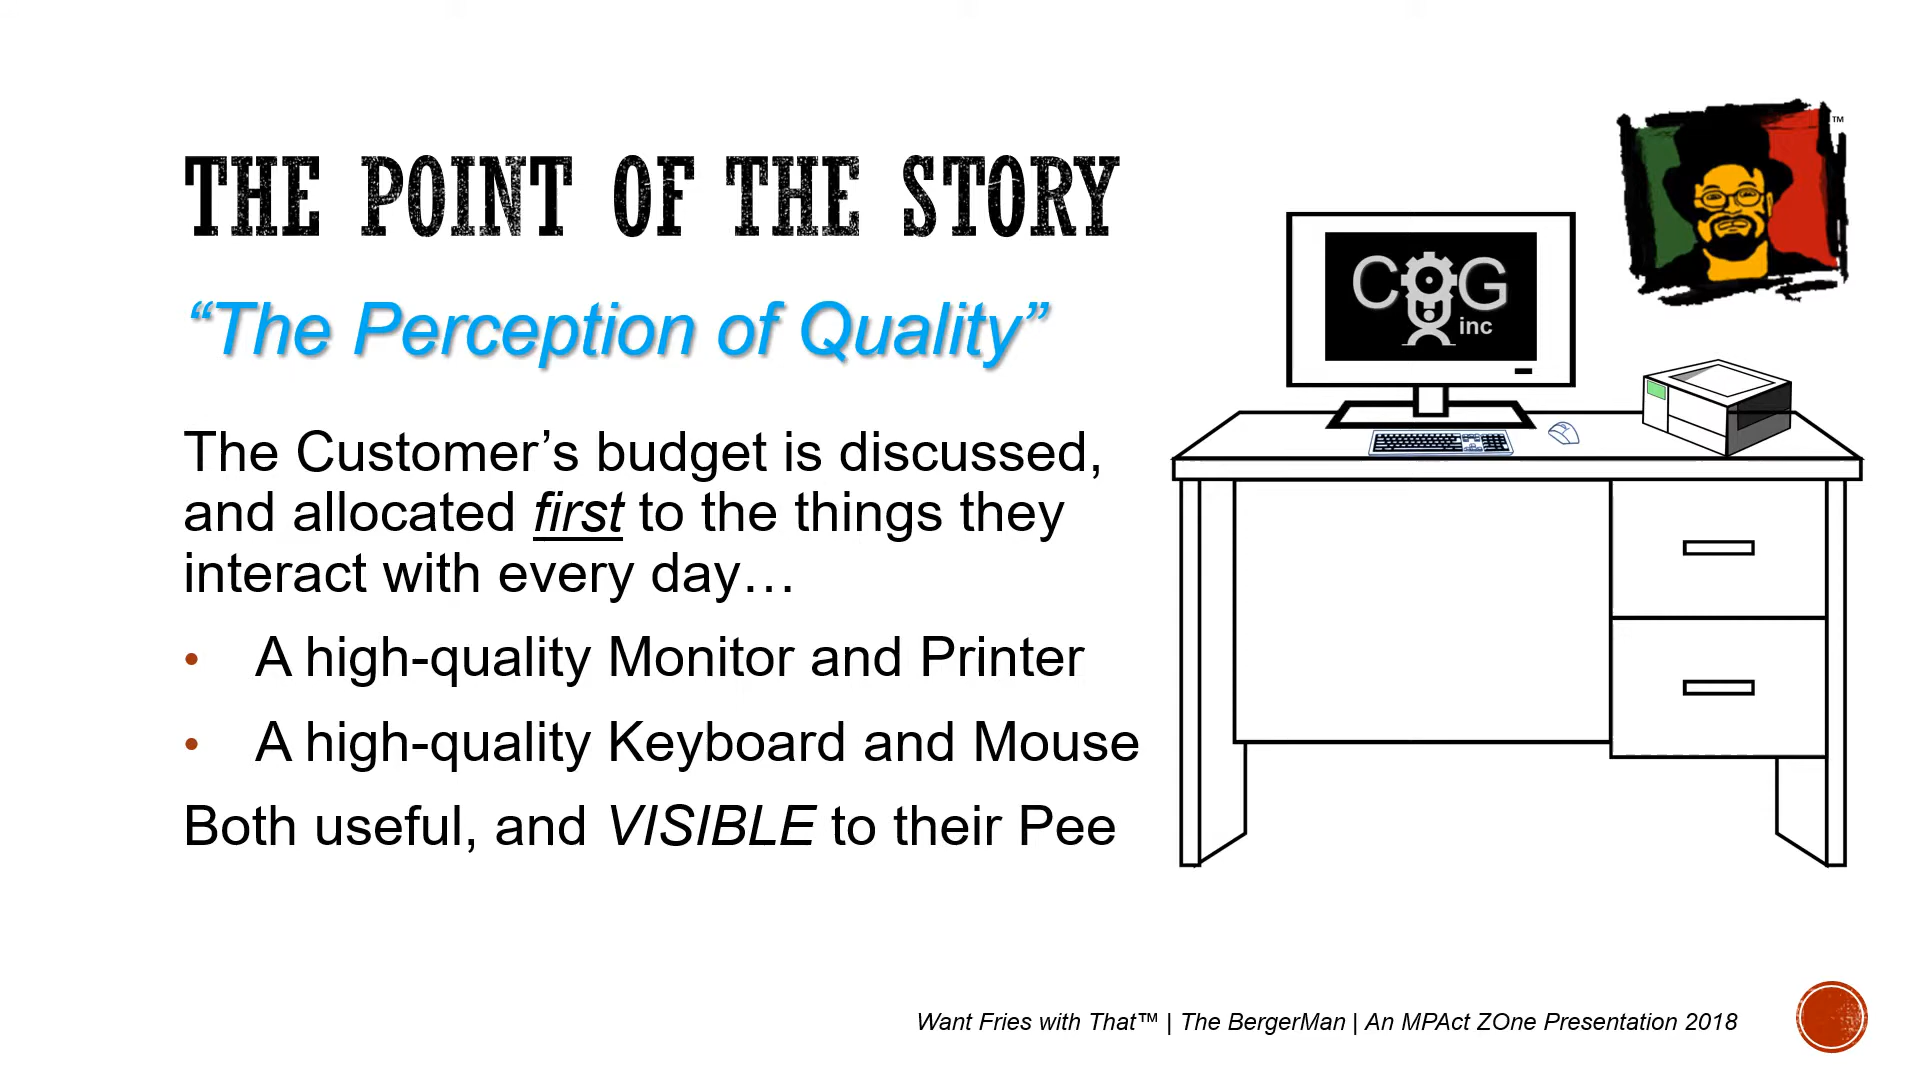 THE POINT OF THE STORY
“The Perception of Quality”
The Customer’s budget is discussed,
and allocated first to the things they
interact with every day…
• A high-quality Monitor and Printer
• A high-quality Keyboard and Mouse
Both useful, and VISIBLE to their Pee
COG
inc
™
Want Fries with That™ | The BergerMan | An MPAct ZOne Presentation 2018